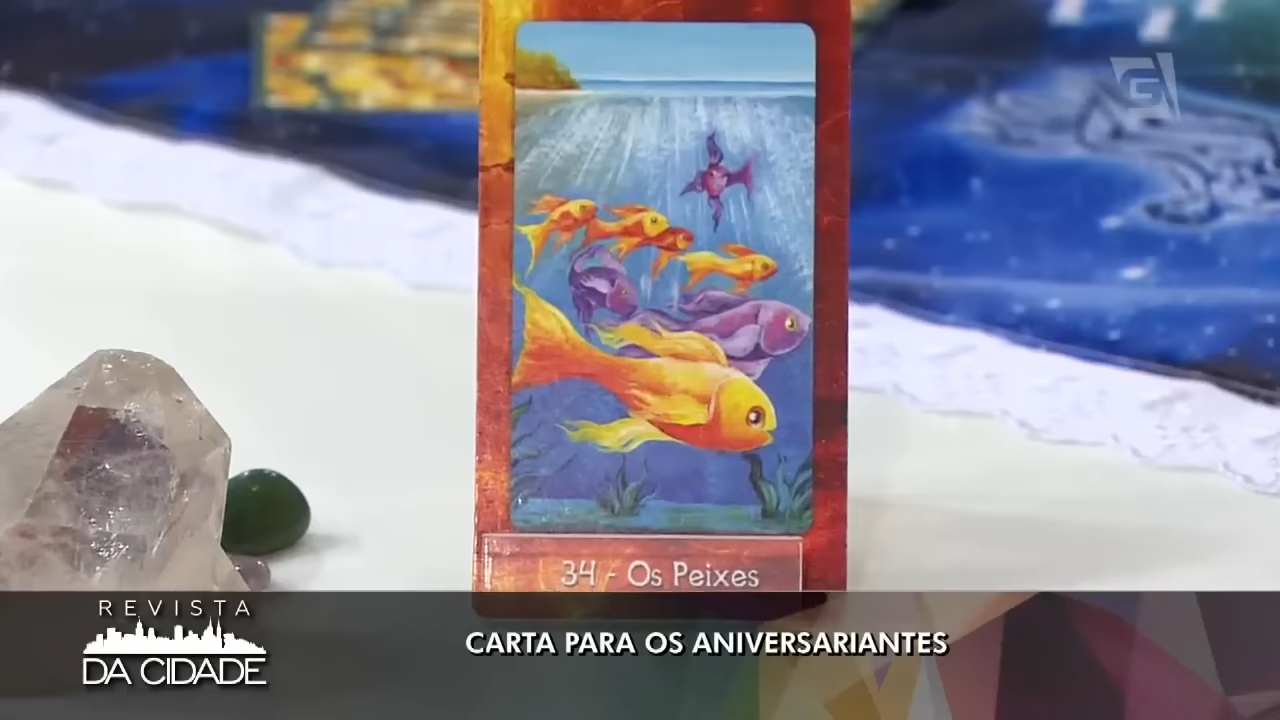 G
34 - Os Peixes
REVISTA
DA CIDADE
CARTA PARA OS ANIVERSARIANTES